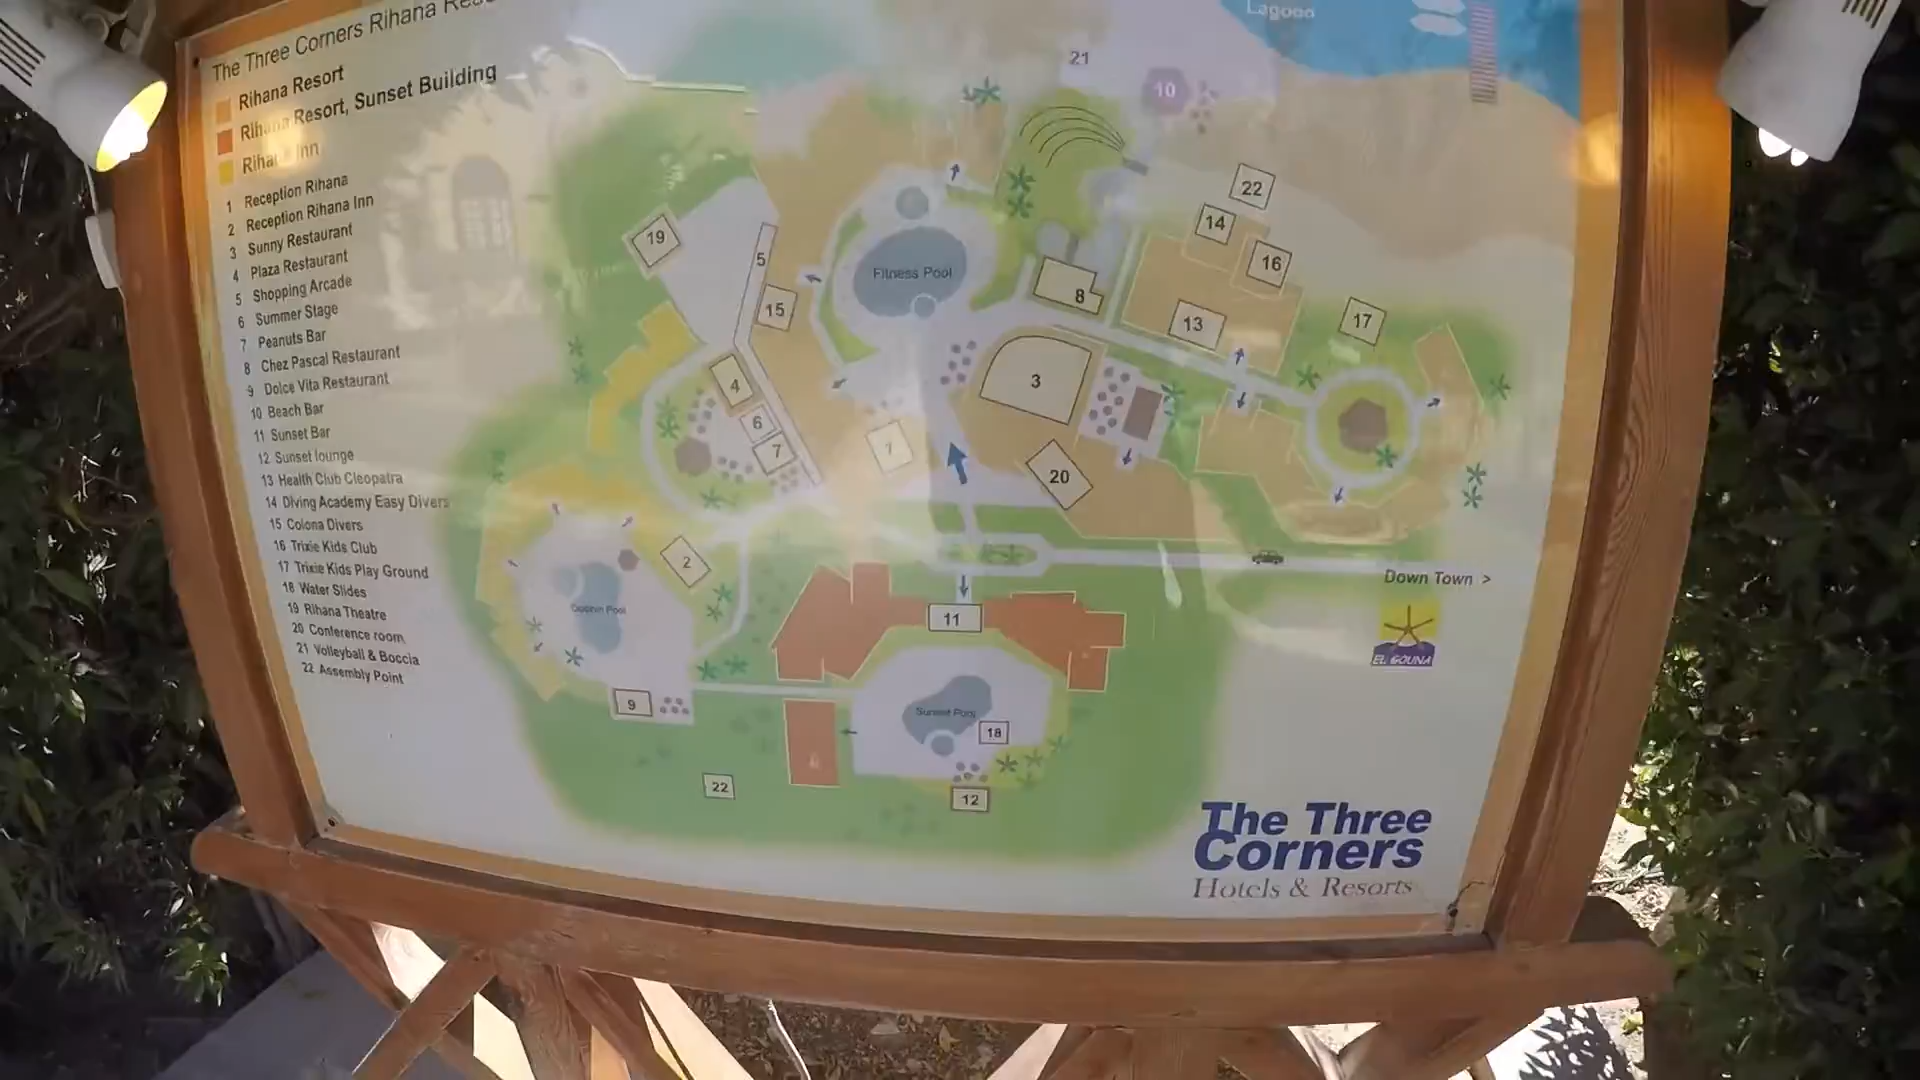 The Three Corners Rihana
Rihana Resort
Rihana Resort, Sunset Building
Rihana Inn
1 Reception Rihana
2 Reception Rihana Inn
3 Sunny Restaurant
4 Plaza Restaurant
5 Shopping Arcade
6 Summer Stage
7 Peanuts Bar
8 Chez Pascal Restaurant
9 Dolce Vita Restaurant
10 Beach Bar
11 Sunset Bar
12 Sunset lounge
13 Health Club Cleopatra
14 Diving Academy Easy Divers
15 Colona Divers
16 Trixie Kids Club
17 Trixie Kids Play Ground
18 Water Slides
19 Rihana Theatre
20 Conference room
21 Volleyball & Boccia
22 Assembly Point
Lagoon
21
10
22
14
16
19
5
Fitness Pool
8
15
13
17
4
3
6
7
20
2
Down Town >
Dolphin Pool
11
EL GOUNA
9
Sunset Pool
18
22
12
The Three
Corners
Hotels & Resorts